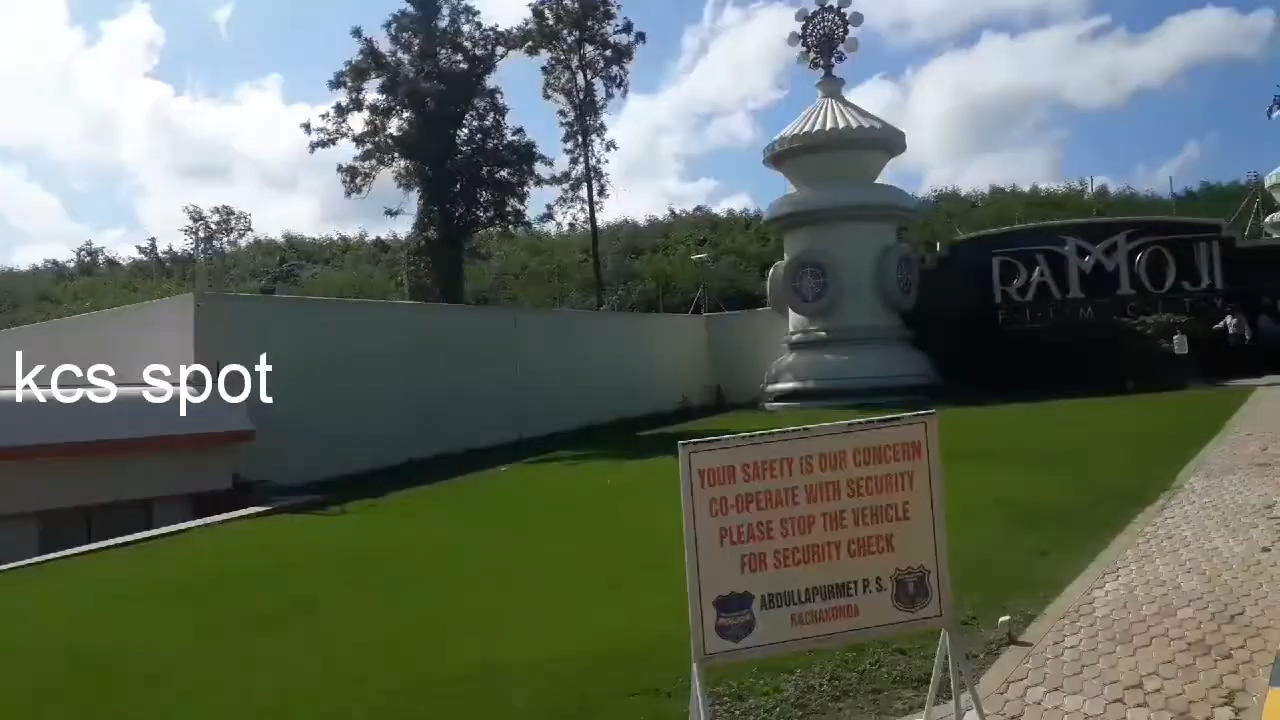 RAMOJI
FILM CITY
kcs spot
YOUR SAFETY IS OUR CONCERN
CO-OPERATE WITH SECURITY
PLEASE STOP THE VEHICLE
FOR SECURITY CHECK
ABDULLAPURMET P. S.
RACHAKONDA